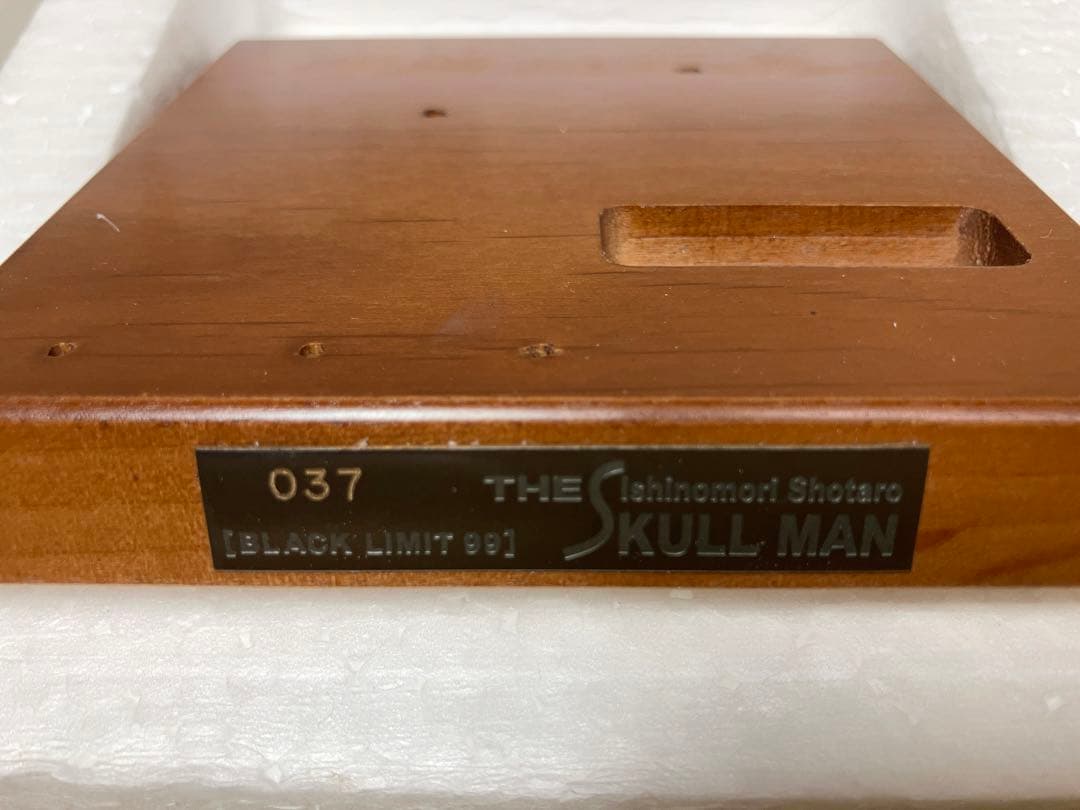 037
[BLACK LIMIT 99]
THE Ishinomori Shotaro
SKULL MAN